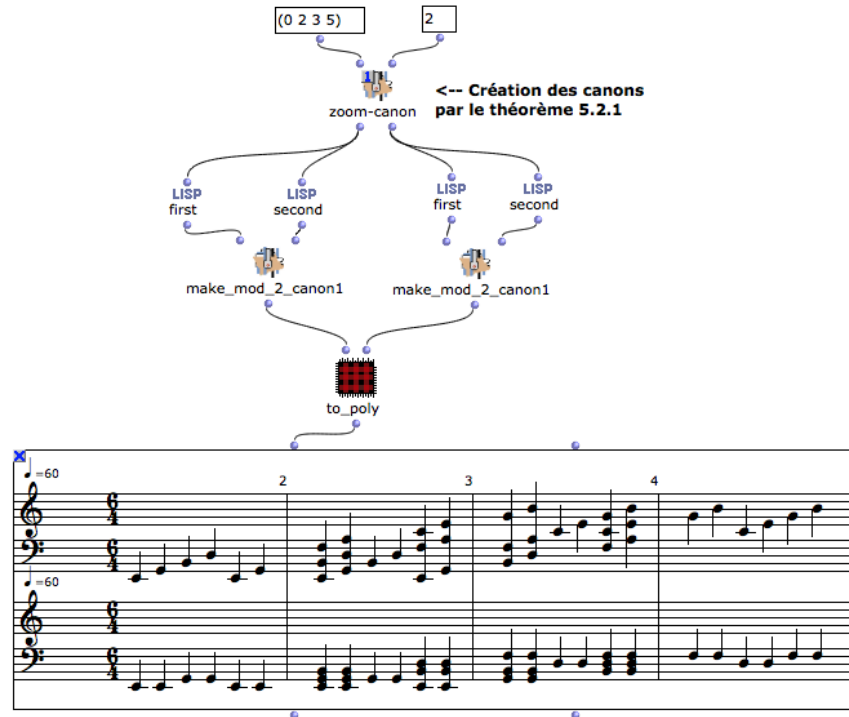 (0 2 3 5) 2
1
zoom-canon
<-- Création des canons
par le théorème 5.2.1
LISP LISP LISP LISP
first second first second
make_mod_2_canon1 make_mod_2_canon1
to_poly
=60
2 3 4
6
4
6
4
=60
6
4
6
4